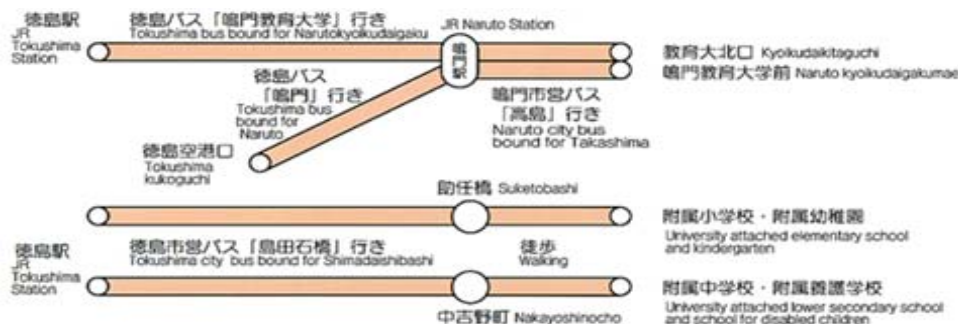 徳島駅
JR
Tokushima
Station
徳島バス「鳴門教育大学」行き
Tokushima bus bound for Narutokyoikudaigaku
JR Naruto Station
鳴門駅
教育大北口 Kyoikudaikitaguchi
鳴門教育大学前 Naruto kyoikudaigakumae
徳島バス
「鳴門」行き
Tokushima bus
bound for
Naruto
鳴門市営バス
「高島」行き
Naruto city bus
bound for Takashima
徳島空港口
Tokushima
kukoguchi
助任橋 Suketobashi
附属小学校・附属幼稚園
University attached elementary school
and kindergarten
徳島駅
JR
Tokushima
Station
徳島市営バス「島田石橋」行き
Tokushima city bus bound for Shimadaishibashi
徒歩
Walking
附属中学校・附属養護学校
University attached lower secondary school
and school for disabled children
中吉野町 Nakayoshinocho